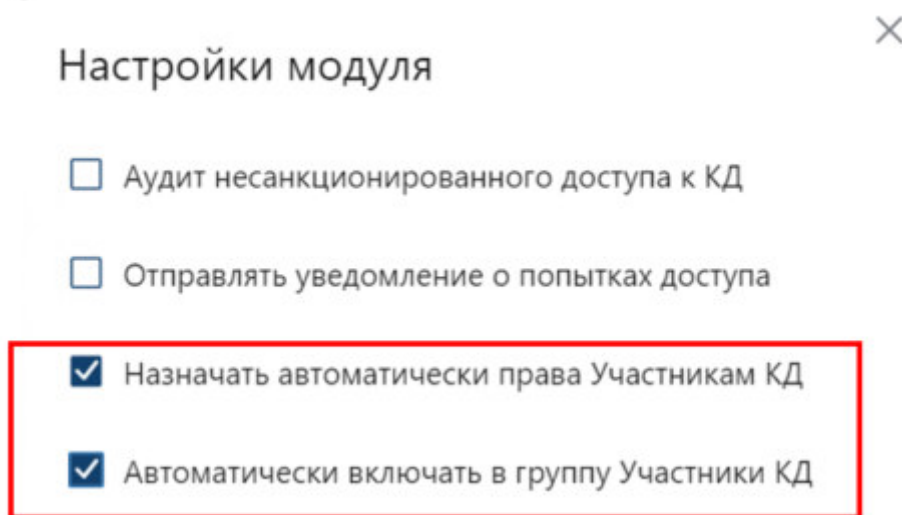 Настройки модуля
Аудит несанкционированного доступа к КД
Отправлять уведомление о попытках доступа
Назначать автоматически права Участникам КД
Автоматически включать в группу Участники КД